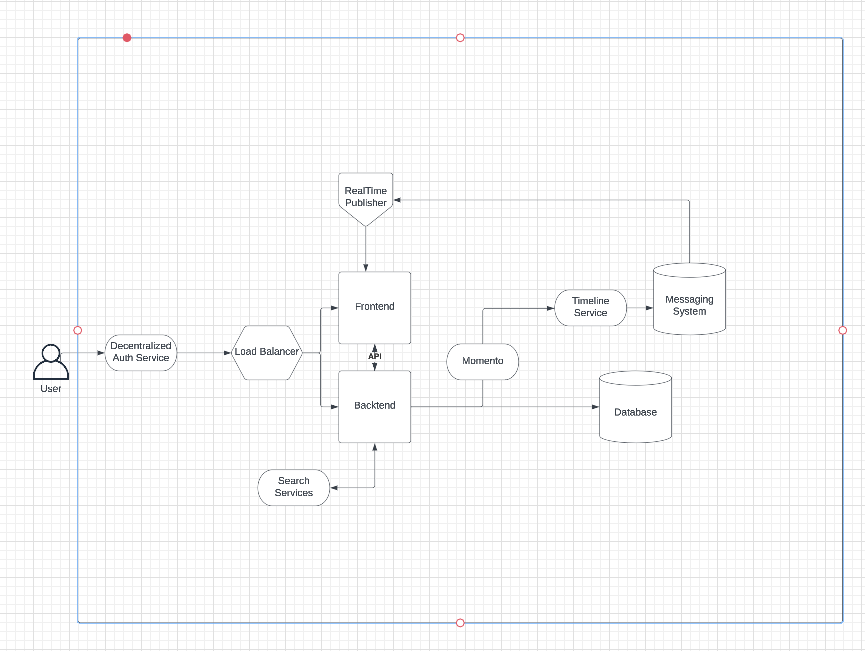 RealTime
Publisher
Frontend
Timeline
Service
Messaging
System
Decentralized
Auth Service
Load Balancer
API
Momento
User
Backtend
Database
Search
Services